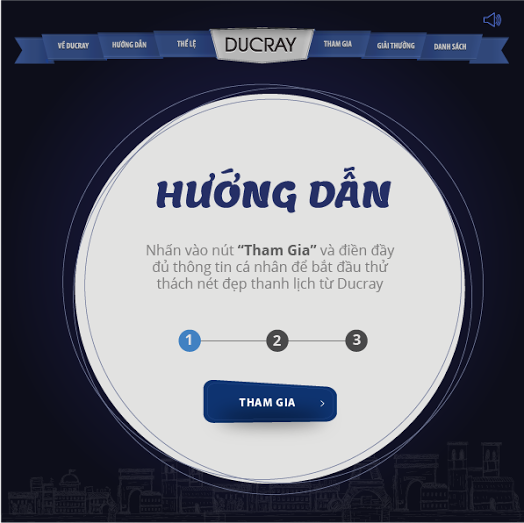 VỀ DUCRAY HƯỚNG DẪN THỂ LỆ DUCRAY THAM GIA GIẢI THƯỞNG DANH SÁCH
HƯỚNG DẪN
Nhấn vào nút “Tham Gia” và điền đầy
đủ thông tin cá nhân để bắt đầu thử
thách nét đẹp thanh lịch từ Ducray
1 2 3
THAM GIA >